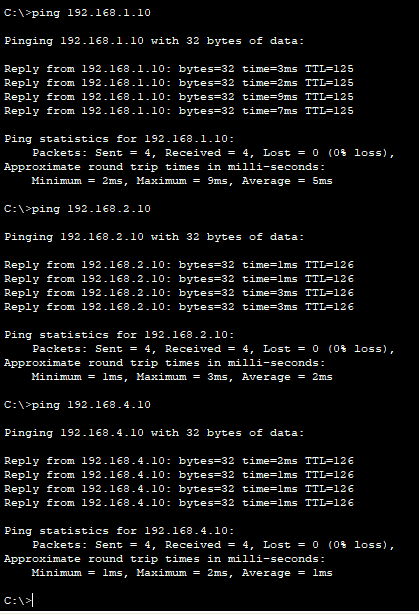 C:\>ping 192.168.1.10
Pinging 192.168.1.10 with 32 bytes of data:
Reply from 192.168.1.10: bytes=32 time=3ms TTL=125
Reply from 192.168.1.10: bytes=32 time=2ms TTL=125
Reply from 192.168.1.10: bytes=32 time=9ms TTL=125
Reply from 192.168.1.10: bytes=32 time=7ms TTL=125
Ping statistics for 192.168.1.10:
    Packets: Sent = 4, Received = 4, Lost = 0 (0% loss),
Approximate round trip times in milli-seconds:
    Minimum = 2ms, Maximum = 9ms, Average = 5ms
C:\>ping 192.168.2.10
Pinging 192.168.2.10 with 32 bytes of data:
Reply from 192.168.2.10: bytes=32 time=1ms TTL=126
Reply from 192.168.2.10: bytes=32 time=1ms TTL=126
Reply from 192.168.2.10: bytes=32 time=3ms TTL=126
Reply from 192.168.2.10: bytes=32 time=3ms TTL=126
Ping statistics for 192.168.2.10:
    Packets: Sent = 4, Received = 4, Lost = 0 (0% loss),
Approximate round trip times in milli-seconds:
    Minimum = 1ms, Maximum = 3ms, Average = 2ms
C:\>ping 192.168.4.10
Pinging 192.168.4.10 with 32 bytes of data:
Reply from 192.168.4.10: bytes=32 time=2ms TTL=126
Reply from 192.168.4.10: bytes=32 time=1ms TTL=126
Reply from 192.168.4.10: bytes=32 time=1ms TTL=126
Reply from 192.168.4.10: bytes=32 time=1ms TTL=126
Ping statistics for 192.168.4.10:
    Packets: Sent = 4, Received = 4, Lost = 0 (0% loss),
Approximate round trip times in milli-seconds:
    Minimum = 1ms, Maximum = 2ms, Average = 1ms
C:\>